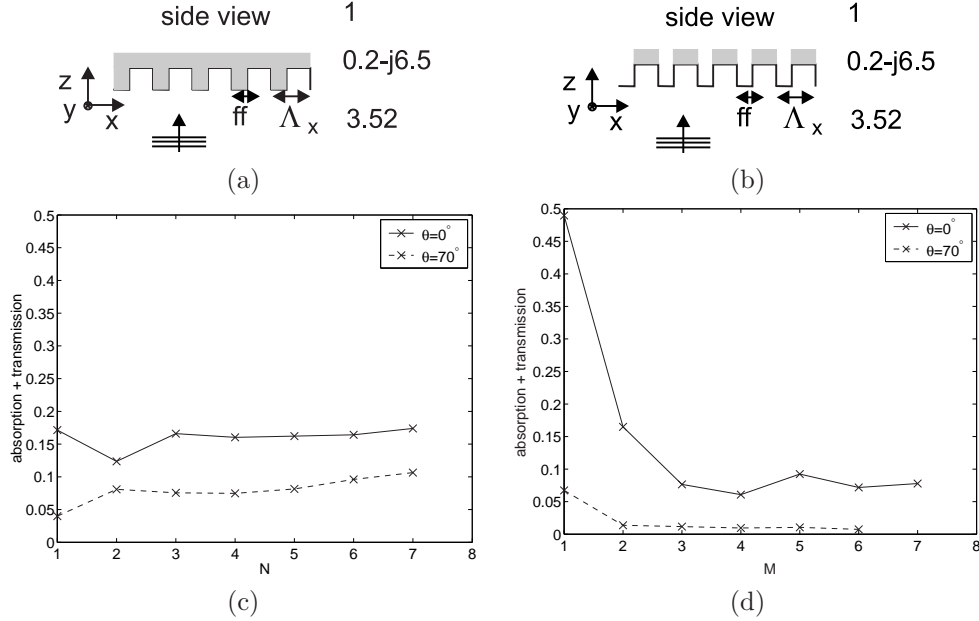 side view 1
0.2-j6.5
z
y x ff Λx 3.52
(a)
side view 1
0.2-j6.5
z
y x ff Λx 3.52
(b)
0.5
0.45
0.4
0.35
0.3
0.25
0.2
0.15
0.1
0.05
0
absorption + transmission
θ=0°
θ=70°
1 2 3 4 5 6 7 8
N
(c)
0.5
0.45
0.4
0.35
0.3
0.25
0.2
0.15
0.1
0.05
0
absorption + transmission
θ=0°
θ=70°
1 2 3 4 5 6 7 8
M
(d)